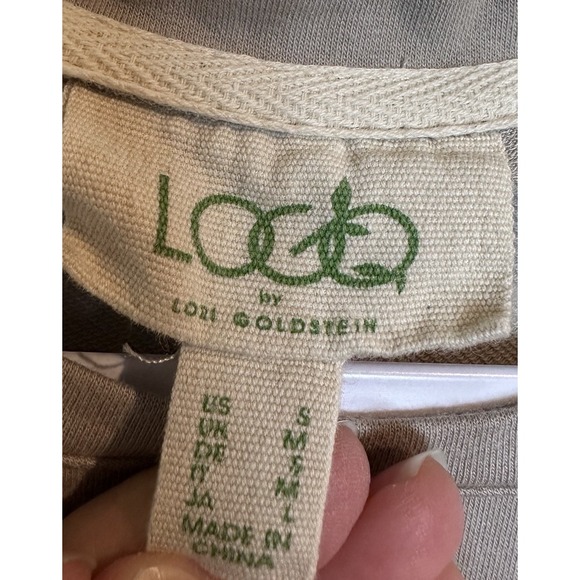 LOGO
by
LORI GOLDSTEIN
US S
UK M
DE S
IT M
JA L
MADE IN
CHINA